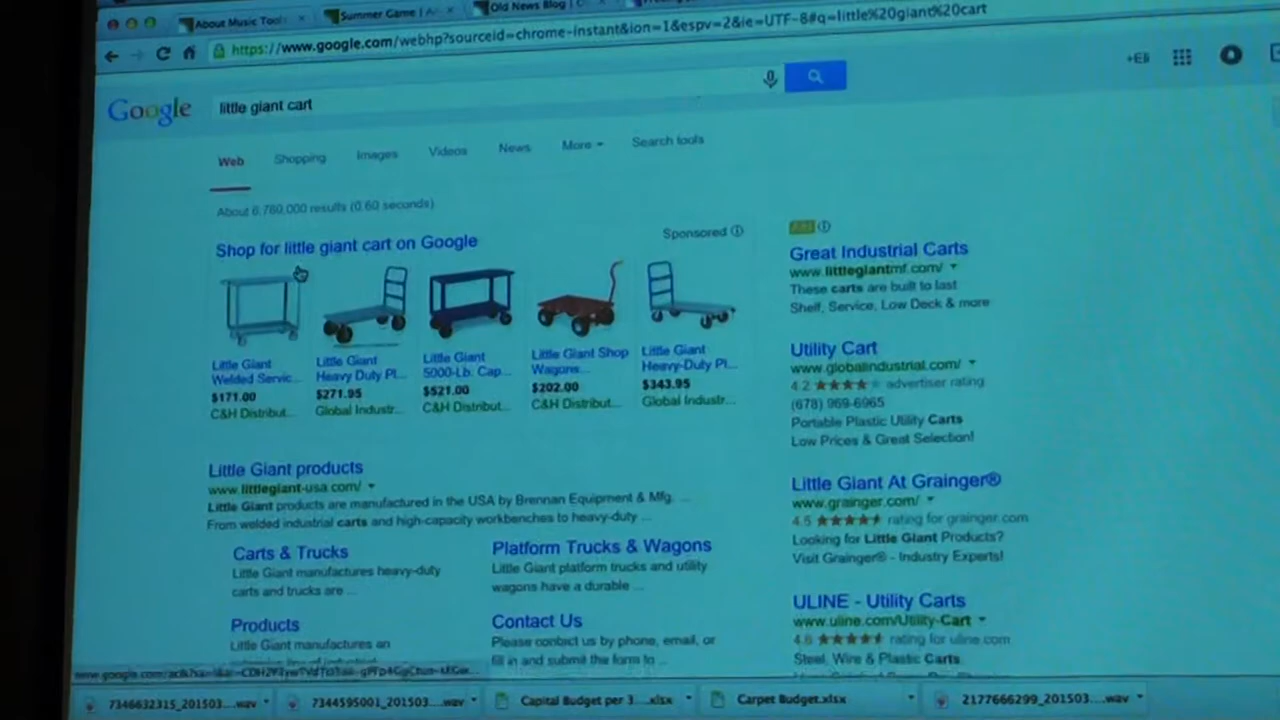 About Music Tools
Summer Game | A
Old News Blog |
https://www.google.com/webhp?sourceid=chrome-instant&ion=1&espv=2&ie=UTF-8#q=little%20giant%20cart
+Eli
Google
little giant cart
Web Shopping Images Videos News More Search tools
About 6,760,000 results (0.60 seconds)
Shop for little giant cart on Google
Sponsored
Little Giant
Welded Servic...
$171.00
C&H Distribut...
Little Giant
Heavy Duty Pl...
$271.95
Global Industr...
Little Giant
5000-Lb. Cap...
$521.00
C&H Distribut...
Little Giant Shop
Wagons...
$202.00
C&H Distribut...
Little Giant
Heavy-Duty Pl...
$343.95
Global Industr...
Little Giant products
www.littlegiant-usa.com/
Little Giant products are manufactured in the USA by Brennan Equipment & Mfg. ...
From welded industrial carts and high-capacity workbenches to heavy-duty ...
Carts & Trucks
Little Giant manufactures heavy-duty
carts and trucks are ...
Platform Trucks & Wagons
Little Giant platform trucks and utility
wagons have a durable ...
Products
Little Giant manufactures an
Contact Us
Please contact us by phone, email, or
fill in and submit the form to ...
Great Industrial Carts
www.littlegiantmf.com/
These carts are built to last
Shelf, Service, Low Deck & more
Utility Cart
www.globalindustrial.com/
4.2 advertiser rating
(678) 969-6965
Portable Plastic Utility Carts
Low Prices & Great Selection!
Little Giant At Grainger®
www.grainger.com/
4.5 rating for grainger.com
Looking for Little Giant Products?
Visit Grainger® - Industry Experts!
ULINE - Utility Carts
www.uline.com/Utility-Cart
4.6 rating for uline.com
Steel, Wire & Plastic Carts.
7346632315_201503....wav
7344595001_201503....wav
Capital Budget per 3....xlsx
Carpet Budget.xlsx
2177666299_201503....wav